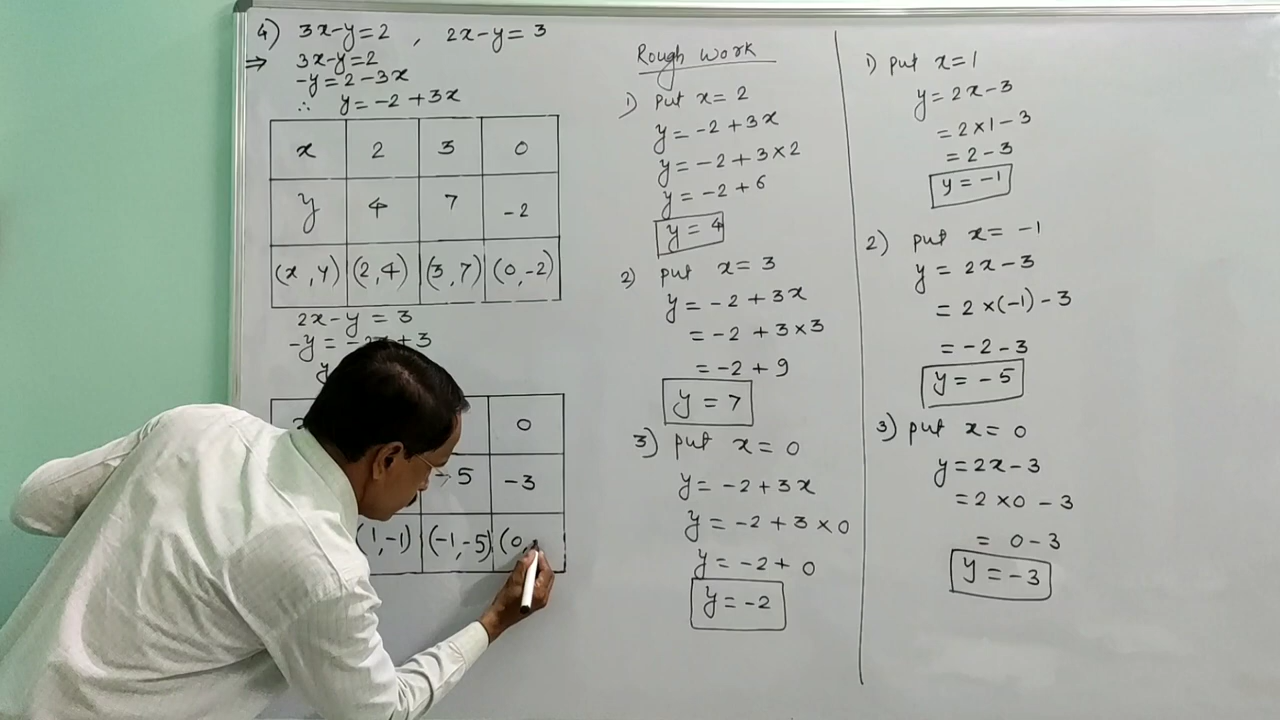 4) 3x-y=2 , 2x-y=3
⇒ 3x-y=2
-y=2-3x
∴ y=-2+3x
x 2 3 0
y 4 7 -2
(x,y) (2,4) (3,7) (0,-2)
2x-y=3
-y=-2x+3
y
0
-5 -3
(1,-1) (-1,-5) (0,
Rough work
1) put x=2
y=-2+3x
y=-2+3×2
y=-2+6
y=4
2) put x=3
y=-2+3x
=-2+3×3
=-2+9
y=7
3) put x=0
y=-2+3x
y=-2+3×0
y=-2+0
y=-2
1) put x=1
y=2x-3
=2×1-3
=2-3
y=-1
2) put x=-1
y=2x-3
=2×(-1)-3
=-2-3
y=-5
3) put x=0
y=2x-3
=2×0-3
= 0-3
y=-3